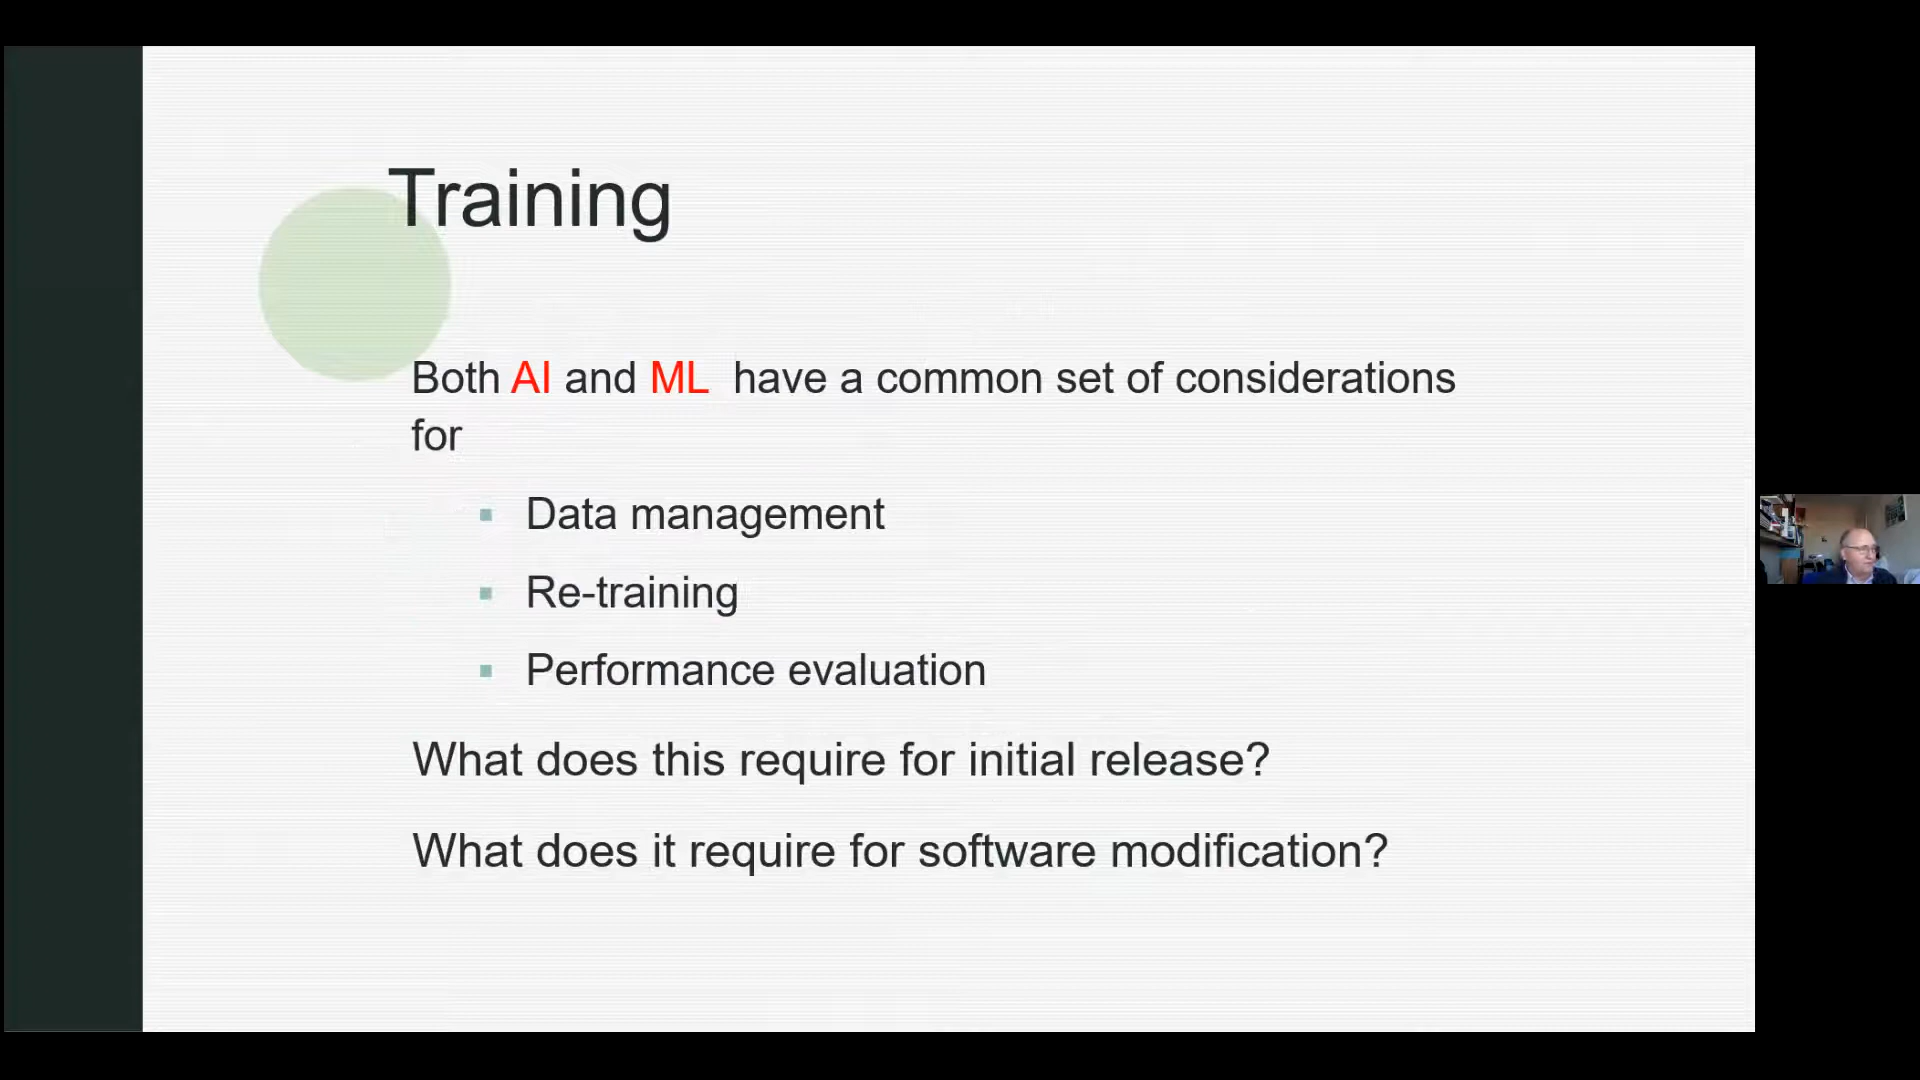 Training
Both AI and ML have a common set of considerations
for
▪ Data management
▪ Re-training
▪ Performance evaluation
What does this require for initial release?
What does it require for software modification?